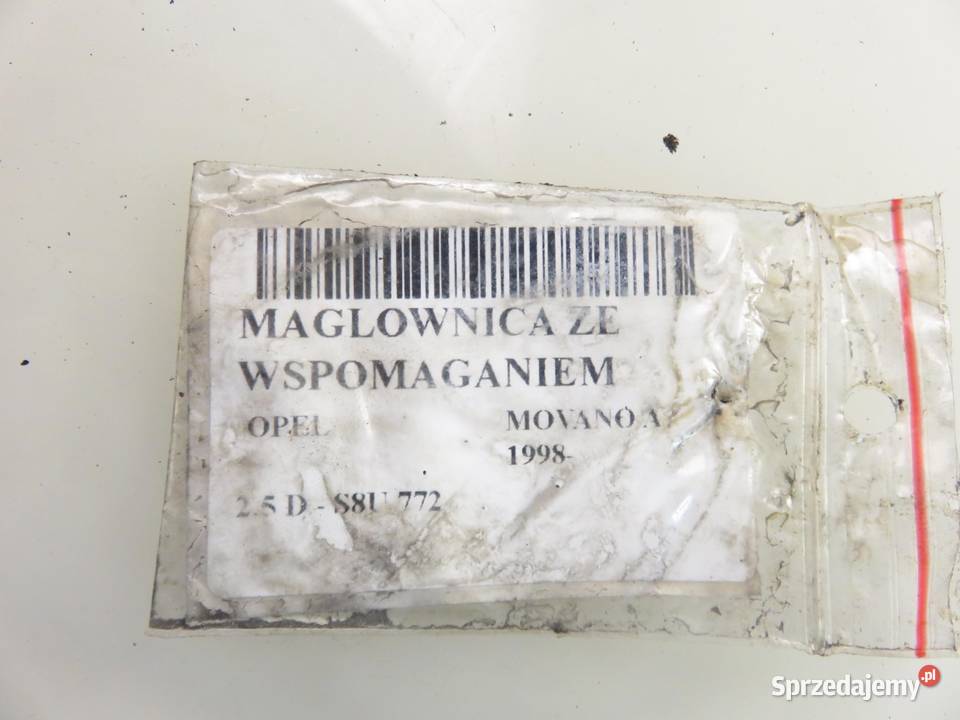 MAGLOWNICA ZE
WSPOMAGANIEM
OPEL MOVANO A
1998-
2.5 D - S8U 772
Sprzedajemy.pl